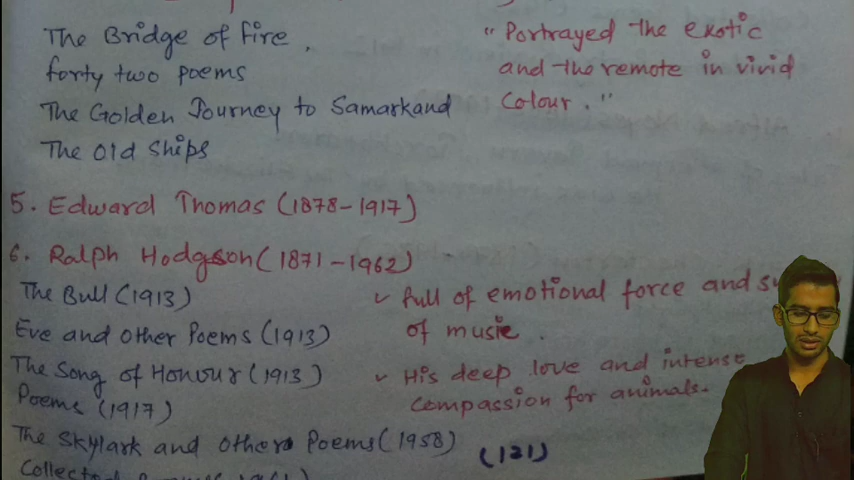 The Bridge of fire.
forty two poems
The Golden Journey to Samarkand
The Old Ships
"Portrayed the exotic
and the remote in vivid
Colour."
5. Edward Thomas (1878-1917)
6. Ralph Hodgson (1871-1962)
The Bull (1913)
Eve and other Poems (1913)
The Song of Honour (1913)
Poems (1917)
The Skylark and other Poems (1958)
✓ full of emotional force and
of music.
✓ His deep love and intense
compassion for animals.
(121)